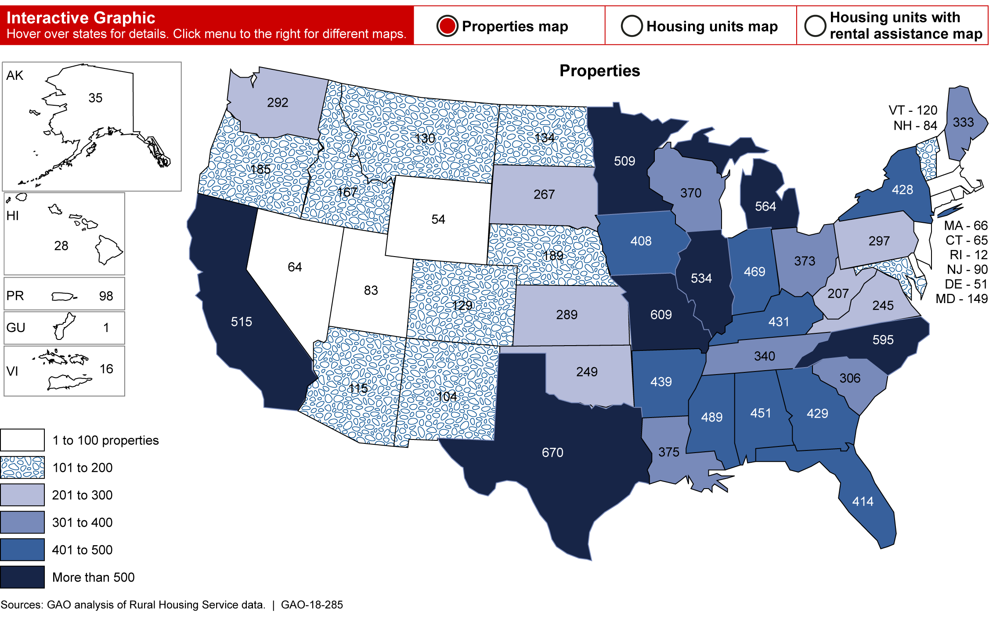 Interactive Graphic
Hover over states for details. Click menu to the right for different maps.
Properties map
Housing units map
Housing units with
rental assistance map
Properties
AK
35
HI
28
PR
98
GU
1
VI
16
292
185
167
130
134
267
54
64
83
129
189
289
515
115
104
249
670
509
408
609
439
375
370
534
564
469
373
431
340
489
451
429
414
306
595
245
207
297
428
333
VT - 120
NH - 84
MA - 66
CT - 65
RI - 12
NJ - 90
DE - 51
MD - 149
1 to 100 properties
101 to 200
201 to 300
301 to 400
401 to 500
More than 500
Sources: GAO analysis of Rural Housing Service data. | GAO-18-285